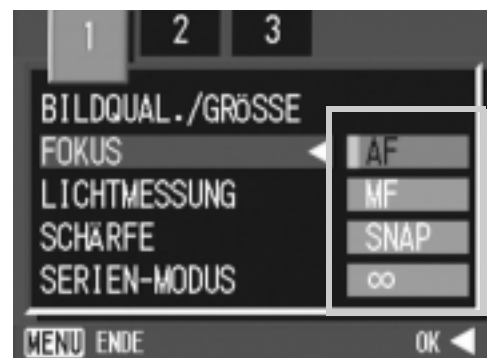 1 2 3
BILDQUAL./GRÖSSE
FOKUS AF
LICHTMESSUNG MF
SCHÄRFE SNAP
SERIEN-MODUS ∞
MENU ENDE OK